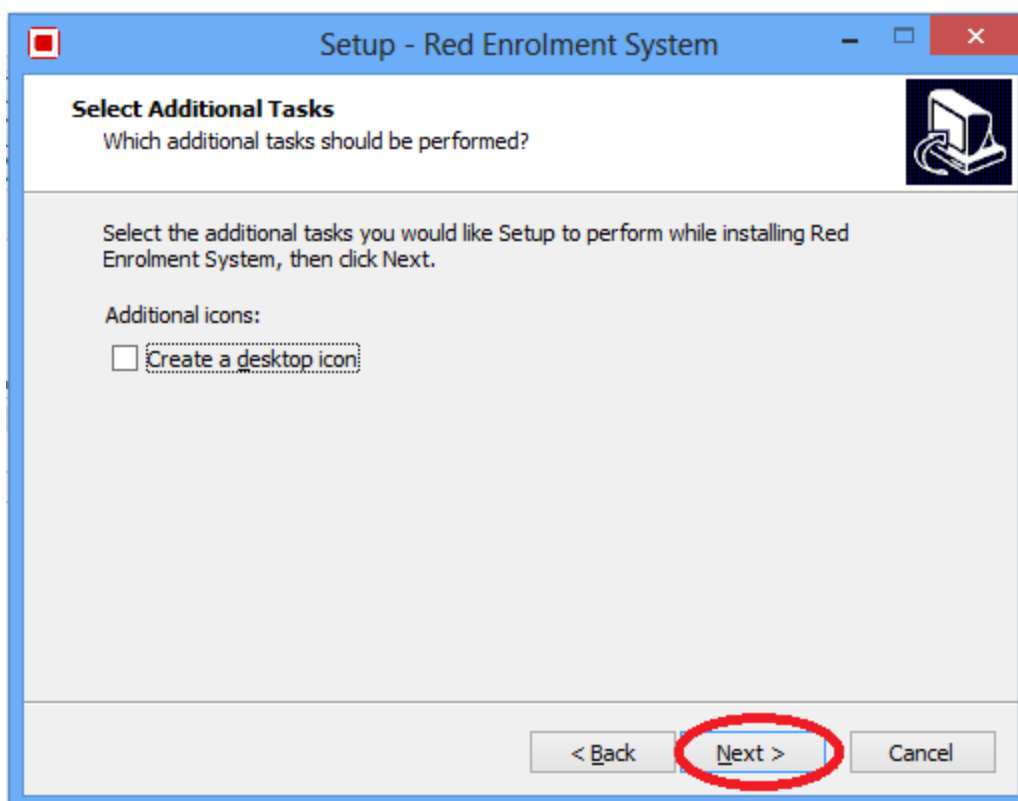 Setup - Red Enrolment System
Select Additional Tasks
Which additional tasks should be performed?
Select the additional tasks you would like Setup to perform while installing Red
Enrolment System, then click Next.
Additional icons:
Create a desktop icon
< Back
Next >
Cancel